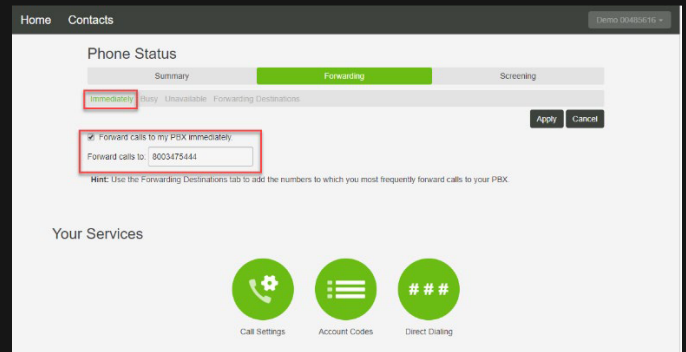 Home Contacts Demo 00485616
Phone Status
Summary Forwarding Screening
Immediately Busy Unavailable Forwarding Destinations
Apply Cancel
Forward calls to my PBX immediately.
Forward calls to: 8003475444
Hint: Use the Forwarding Destinations tab to add the numbers to which you most frequently forward calls to your PBX.
Your Services
# # #
Call Settings Account Codes Direct Dialing